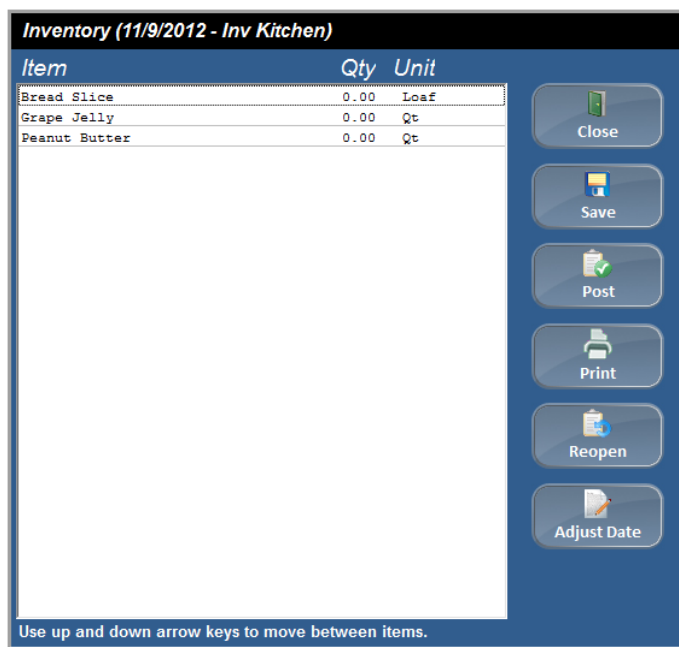 Inventory (11/9/2012 - Inv Kitchen)
Item Qty Unit
Bread Slice 0.00 Loaf
Grape Jelly 0.00 Qt
Peanut Butter 0.00 Qt
Close
Save
Post
Print
Reopen
Adjust Date
Use up and down arrow keys to move between items.